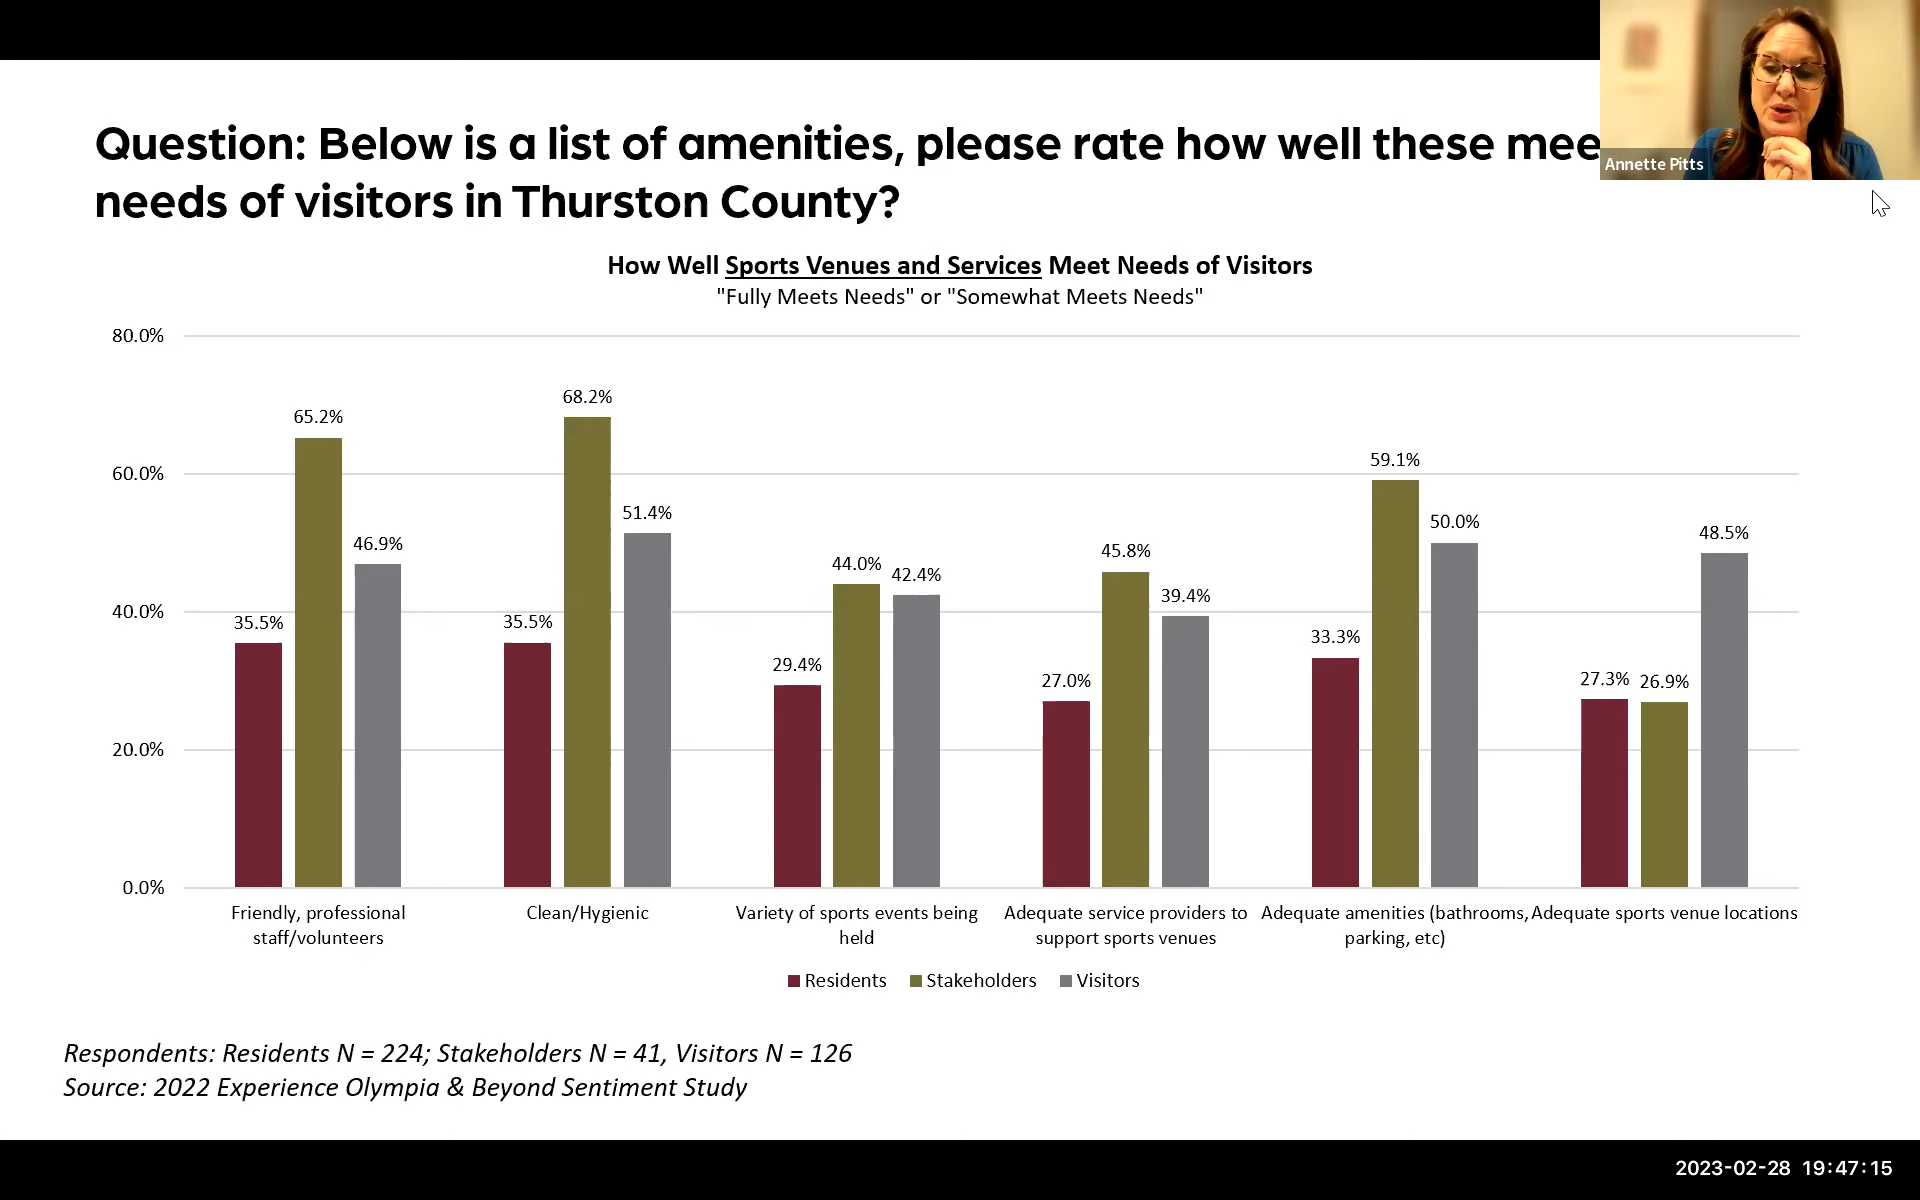 Question: Below is a list of amenities, please rate how well these mee
needs of visitors in Thurston County?
Annette Pitts
How Well Sports Venues and Services Meet Needs of Visitors
"Fully Meets Needs" or "Somewhat Meets Needs"
80.0%
60.0%
40.0%
20.0%
0.0%
35.5% 65.2% 46.9%
35.5% 68.2% 51.4%
29.4% 44.0% 42.4%
27.0% 45.8% 39.4%
33.3% 59.1% 50.0%
27.3% 26.9% 48.5%
Friendly, professional
staff/volunteers
Clean/Hygienic
Variety of sports events being
held
Adequate service providers to
support sports venues
Adequate amenities (bathrooms,
parking, etc)
Adequate sports venue locations
Residents Stakeholders Visitors
Respondents: Residents N = 224; Stakeholders N = 41, Visitors N = 126
Source: 2022 Experience Olympia & Beyond Sentiment Study
2023-02-28 19:47:15